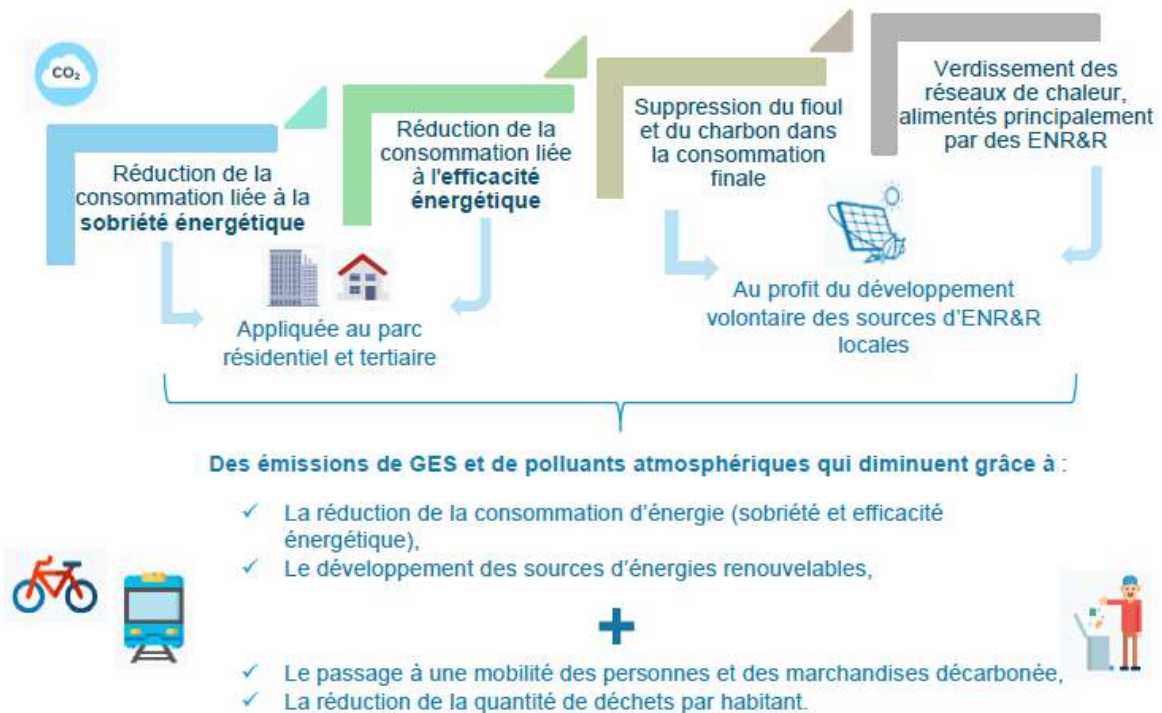 CO₂
Réduction de la
consommation liée à la
sobriété énergétique
Réduction de la
consommation liée
à l'efficacité
énergétique
Suppression du fioul
et du charbon dans
la consommation
finale
Verdissement des
réseaux de chaleur,
alimentés principalement
par des ENR&R
Appliquée au parc
résidentiel et tertiaire
Au profit du développement
volontaire des sources d'ENR&R
locales
Des émissions de GES et de polluants atmosphériques qui diminuent grâce à :
✓ La réduction de la consommation d'énergie (sobriété et efficacité
énergétique),
✓ Le développement des sources d'énergies renouvelables,
+
✓ Le passage à une mobilité des personnes et des marchandises décarbonée,
✓ La réduction de la quantité de déchets par habitant.